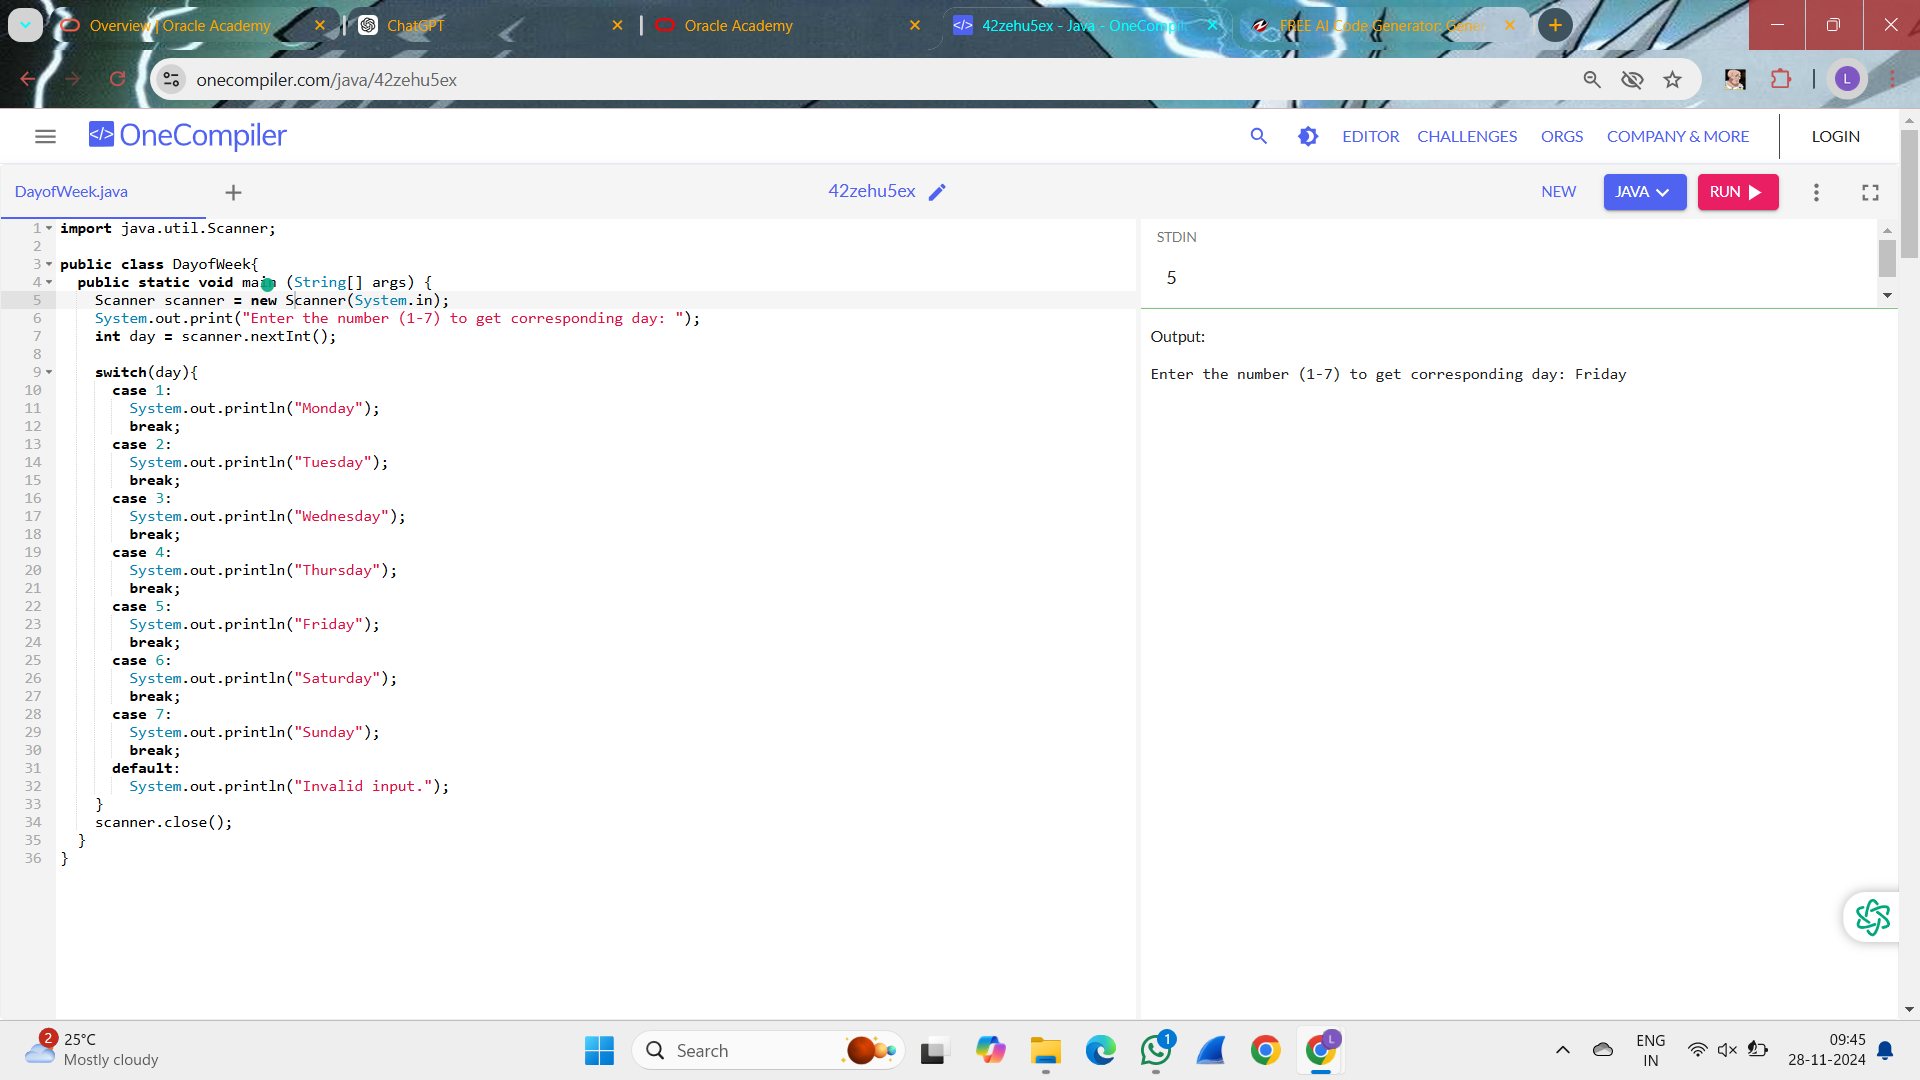 Overview | Oracle Academy
ChatGPT
Oracle Academy
42zehu5ex - Java - OneCompil
FREE AI Code Generator: Gener
onecompiler.com/java/42zehu5ex
L
</> OneCompiler
EDITOR CHALLENGES ORGS COMPANY & MORE LOGIN
DayofWeek.java
42zehu5ex
NEW JAVA RUN
1 import java.util.Scanner;
2
3 public class DayofWeek{
4 public static void main (String[] args) {
5 Scanner scanner = new Scanner(System.in);
6 System.out.print("Enter the number (1-7) to get corresponding day: ");
7 int day = scanner.nextInt();
8
9 switch(day){
10 case 1:
11 System.out.println("Monday");
12 break;
13 case 2:
14 System.out.println("Tuesday");
15 break;
16 case 3:
17 System.out.println("Wednesday");
18 break;
19 case 4:
20 System.out.println("Thursday");
21 break;
22 case 5:
23 System.out.println("Friday");
24 break;
25 case 6:
26 System.out.println("Saturday");
27 break;
28 case 7:
29 System.out.println("Sunday");
30 break;
31 default:
32 System.out.println("Invalid input.");
33 }
34 scanner.close();
35 }
36 }
STDIN
5
Output:
Enter the number (1-7) to get corresponding day: Friday
2
25°C
Mostly cloudy
Search
1
L
ENG
IN
09:45
28-11-2024